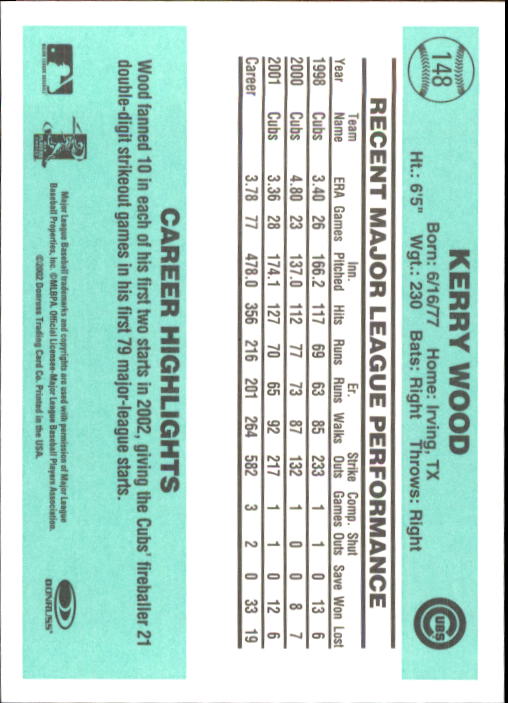 148
KERRY WOOD
Born: 6/16/77 Home: Irving, TX
Ht.: 6'5" Wgt.: 230 Bats: Right Throws: Right
CUBS
RECENT MAJOR LEAGUE PERFORMANCE
Year Team Name ERA Games Inn. Pitched Hits Runs Er. Runs Walks Strike Outs Comp. Games Shut Outs Save Won Lost
1998 Cubs 3.40 26 166.2 117 69 63 85 233 1 1 0 13 6
2000 Cubs 4.80 23 137.0 112 77 73 87 132 1 0 0 8 7
2001 Cubs 3.36 28 174.1 127 70 65 92 217 1 1 0 12 6
Career 3.78 77 478.0 356 216 201 264 582 3 2 0 33 19
CAREER HIGHLIGHTS
Wood fanned 10 in each of his first two starts in 2002, giving the Cubs' fireballer 21
double-digit strikeout games in his first 79 major-league starts.
Major League Baseball trademarks and copyrights are used with permission of Major League
Baseball Properties, Inc. ©MLBPA. Official Licensee-Major League Baseball Players Association.
©2002 Donruss Trading Card Co. Printed in the USA.
DONRUSS